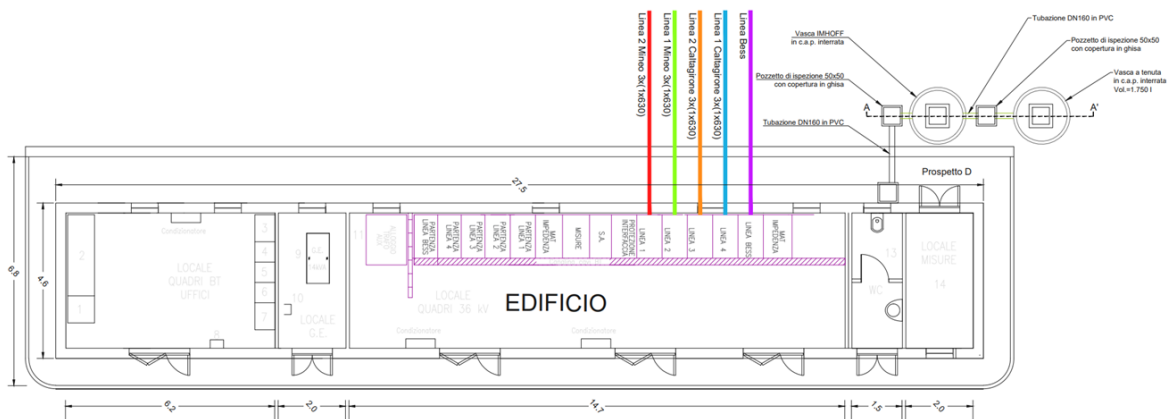 Linea 2 Mineo 3x(1x630)
Linea 1 Mineo 3x(1x630)
Linea 2 Caltagirone 3x(1x630)
Linea 1 Caltagirone 3x(1x630)
Linea Bess
Tubazione DN160 in PVC
Vasca IMHOFF
in c.a.p. interrata
Pozzetto di ispezione 50x50
con copertura in ghisa
Pozzetto di ispezione 50x50
con copertura in ghisa
Vasca a tenuta
in c.a.p. interrata
Vol.=1.750 l
A
A'
Tubazione DN160 in PVC
Prospetto D
27.5
6.8
4.6
Condizionatore
2
1
LOCALE
QUADRI BT
UFFICI
3
4
5
6
7
8
9
G.E.
10
LOCALE
G.E.
11
PARTENZA
LINEA BESS
PARTENZA
LINEA 4
PARTENZA
LINEA 3
PARTENZA
LINEA 2
PARTENZA
LINEA 1
MAT
IMPEDENZA
MISURE
S.A.
PROTEZIONE
INTERFACCIA
LINEA 1
LINEA 2
LINEA 3
LINEA 4
LINEA BESS
MAT
IMPEDENZA
LOCALE
QUADRI 36 kV
EDIFICIO
Condizionatore
Condizionatore
13
WC
LOCALE
MISURE
14
6.2
2.0
14.7
1.5
2.0